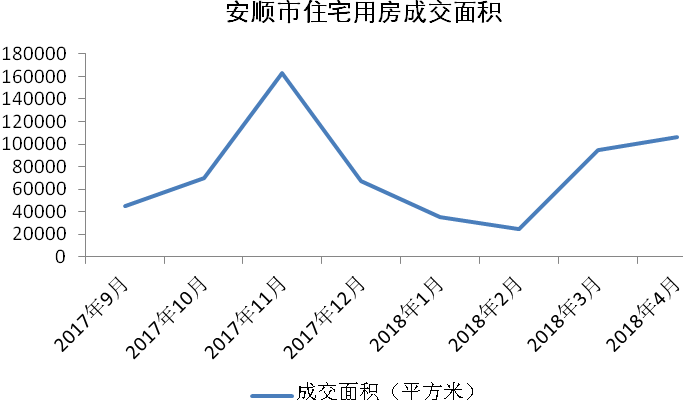 安顺市住宅用房成交面积
180000
160000
140000
120000
100000
80000
60000
40000
20000
0
2017年9月
2017年10月
2017年11月
2017年12月
2018年1月
2018年2月
2018年3月
2018年4月
成交面积（平方米）